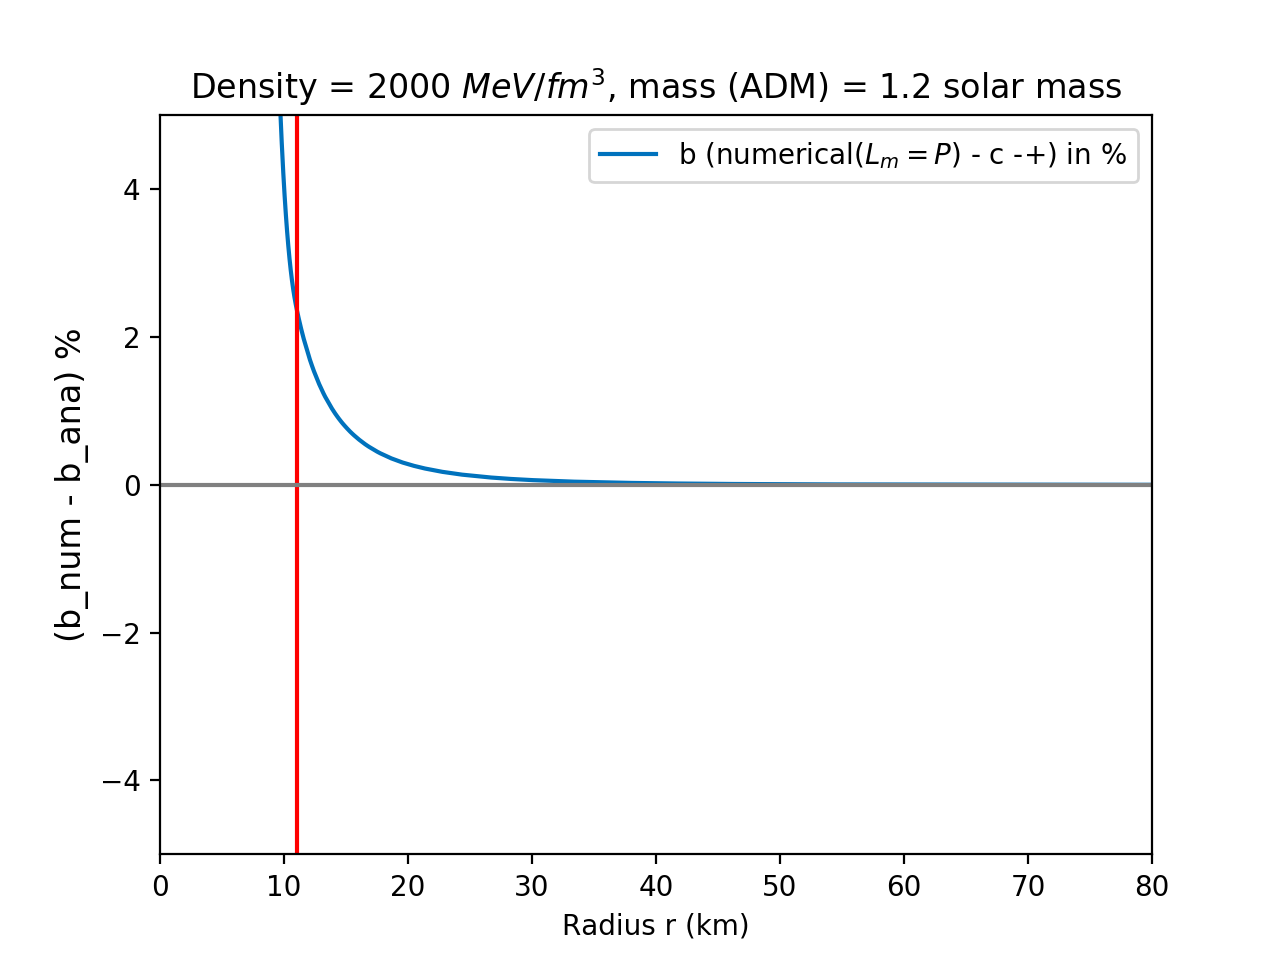 Density = 2000 MeV/fm³, mass (ADM) = 1.2 solar mass
b (numerical(Lₘ = P) - c -+) in %
(b_num - b_ana) %
4
2
0
−2
−4
0 10 20 30 40 50 60 70 80
Radius r (km)